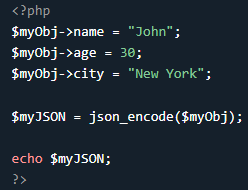 <?php
$myObj->name = "John";
$myObj->age = 30;
$myObj->city = "New York";

$myJSON = json_encode($myObj);

echo $myJSON;
?>